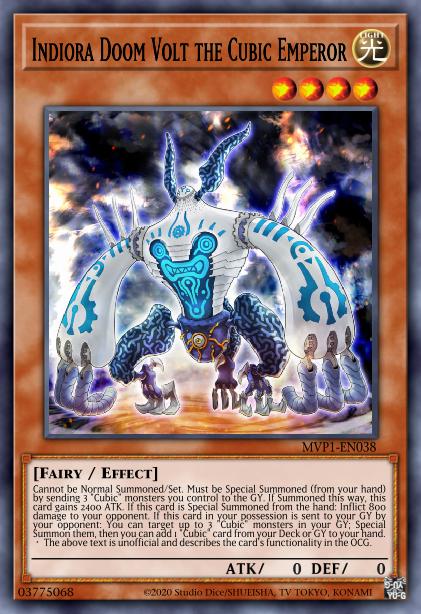 INDIORA DOOM VOLT THE CUBIC EMPEROR
LIGHT
光
MVP1-EN038
[FAIRY / EFFECT]
Cannot be Normal Summoned/Set. Must be Special Summoned (from your hand)
by sending 3 "Cubic" monsters you control to the GY. If Summoned this way, this
card gains 2400 ATK. If this card is Special Summoned from the hand: Inflict 800
damage to your opponent. If this card in your possession is sent to your GY by
your opponent: You can target up to 3 "Cubic" monsters in your GY; Special
Summon them, then you can add 1 "Cubic" card from your Deck or GY to your hand.
· The above text is unofficial and describes the card's functionality in the OCG.
ATK/ 0 DEF/ 0
03775068
©2020 Studio Dice/SHUEISHA, TV TOKYO, KONAMI